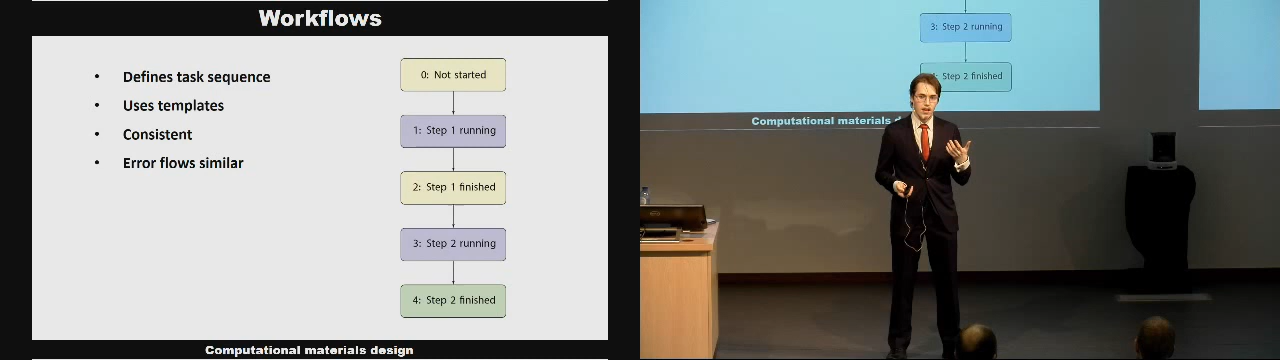 Workflows
• Defines task sequence
• Uses templates
• Consistent
• Error flows similar
0: Not started
1: Step 1 running
2: Step 1 finished
3: Step 2 running
4: Step 2 finished
Computational materials design
3: Step 2 running
Step 2 finished
Computational materials